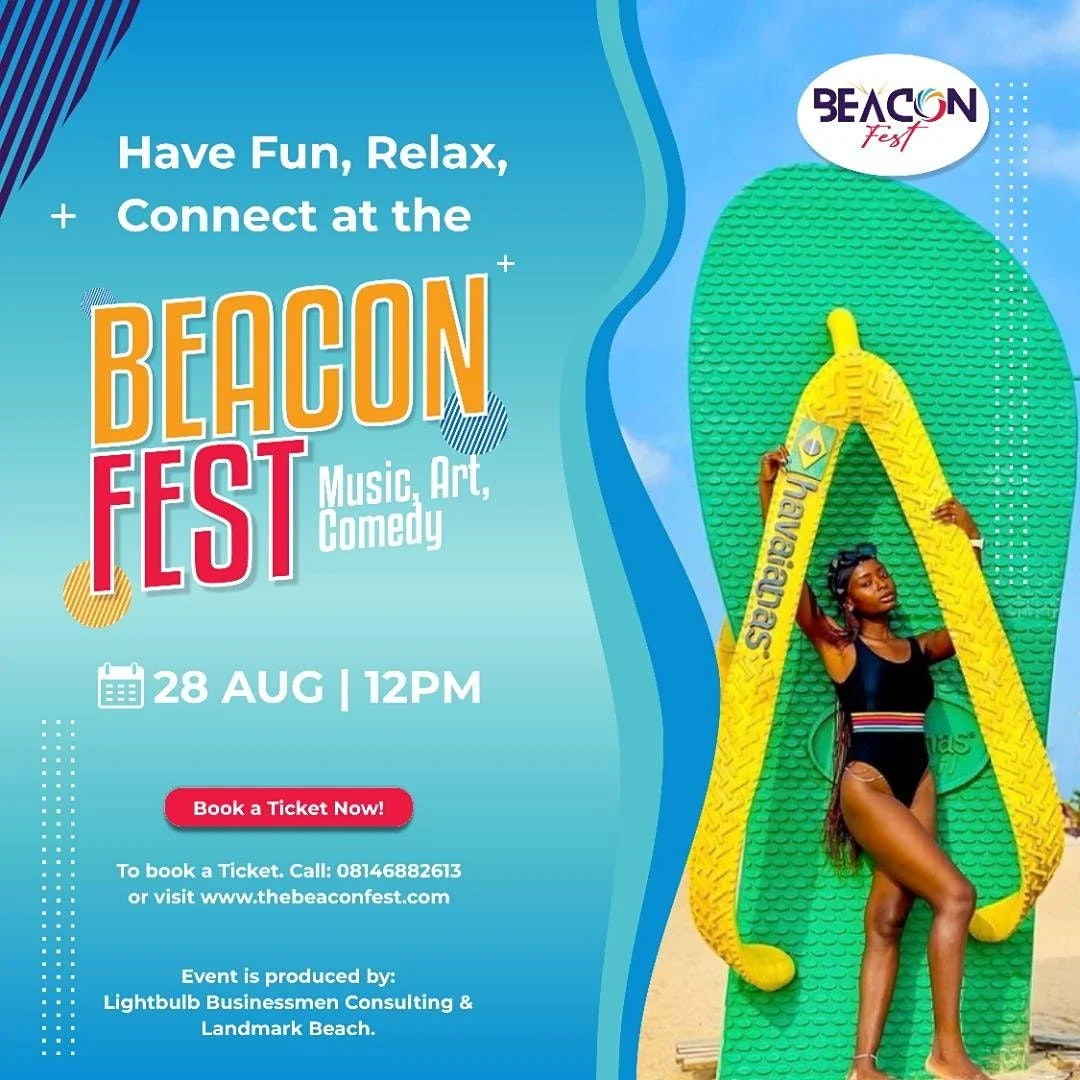 BEACON
Fest
Have Fun, Relax,
Connect at the
BEACON
FEST
Music, Art,
Comedy
28 AUG | 12PM
Book a Ticket Now!
To book a Ticket. Call: 08146882613
or visit www.thebeaconfest.com
Event is produced by:
Lightbulb Businessmen Consulting &
Landmark Beach.
havaianas